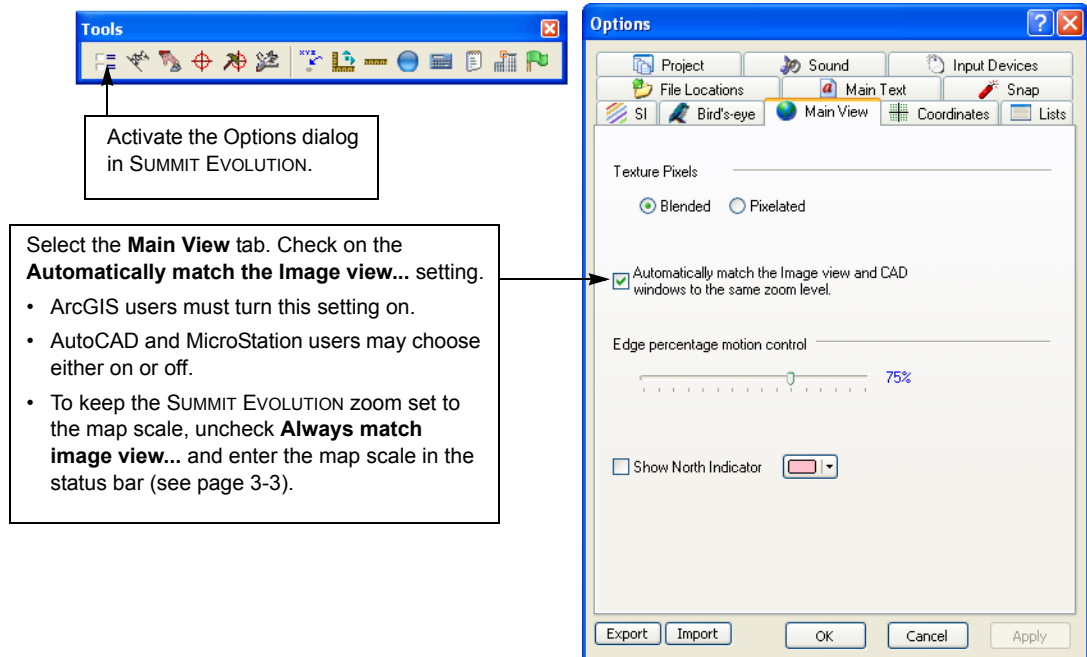 Tools
Activate the Options dialog
in SUMMIT EVOLUTION.
Select the Main View tab. Check on the
Automatically match the Image view... setting.
• ArcGIS users must turn this setting on.
• AutoCAD and MicroStation users may choose
either on or off.
• To keep the SUMMIT EVOLUTION zoom set to
the map scale, uncheck Always match
image view... and enter the map scale in the
status bar (see page 3-3).
Options
Project Sound Input Devices
File Locations Main Text Snap
SI Bird's-eye Main View Coordinates Lists
Texture Pixels
Blended Pixelated
Automatically match the Image view and CAD
windows to the same zoom level.
Edge percentage motion control
75%
Show North Indicator
Export Import OK Cancel Apply